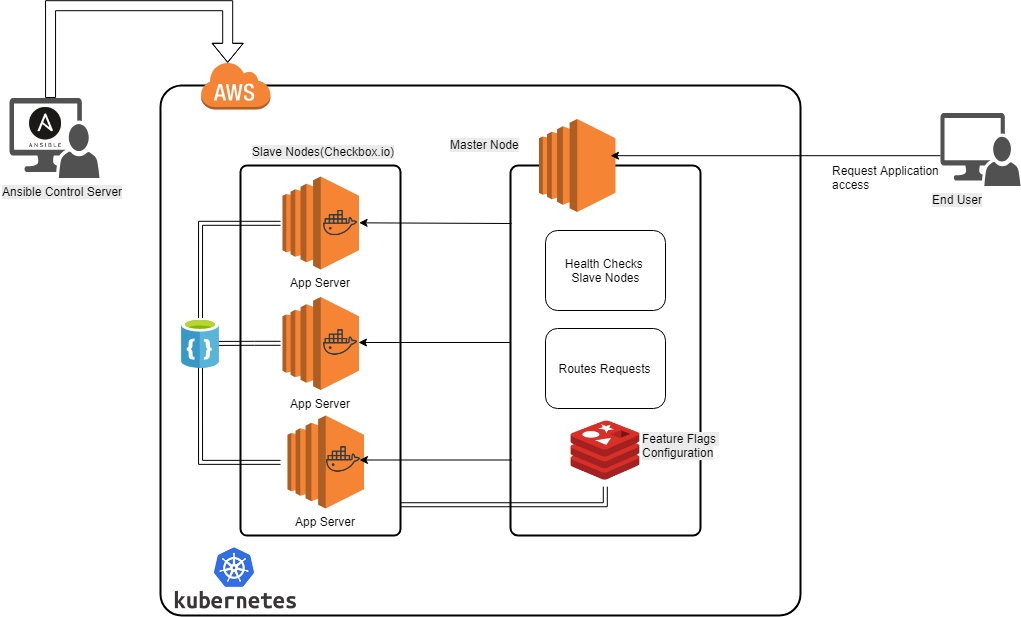 AWS
ANSIBLE
Ansible Control Server
Slave Nodes(Checkbox.io)
Master Node
Request Application
access
End User
App Server
Health Checks
Slave Nodes
{ }
App Server
Routes Requests
App Server
Feature Flags
Configuration
kubernetes